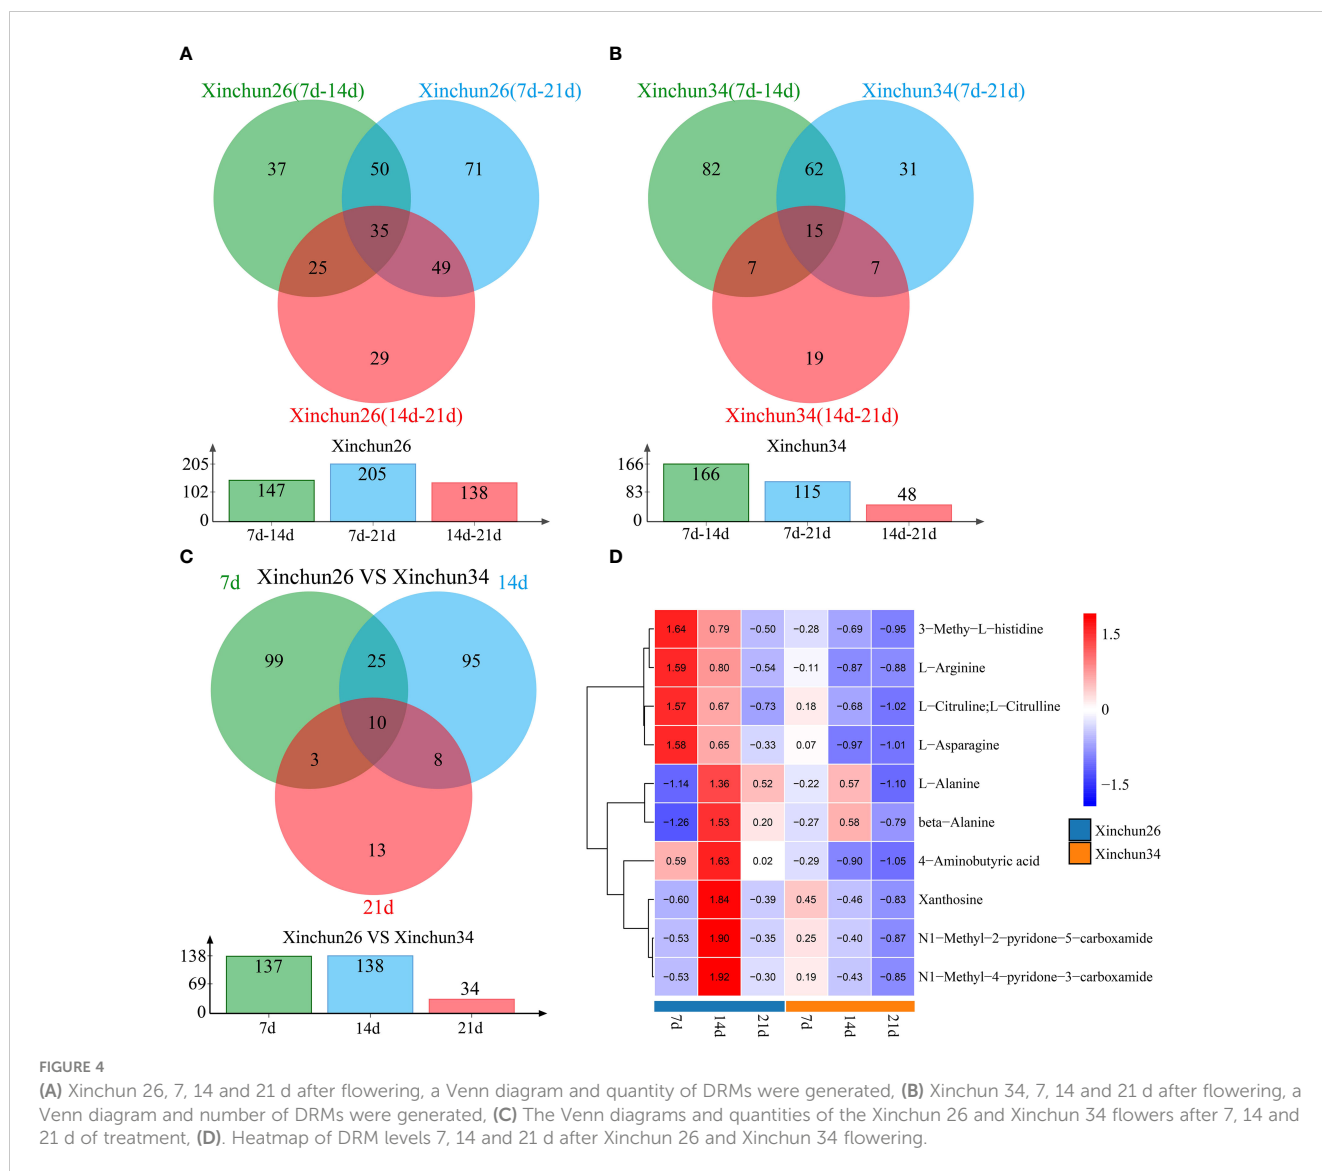 A
Xinchun26(7d-14d)
Xinchun26(7d-21d)
37
50
71
35
25
49
29
Xinchun26(14d-21d)
Xinchun26
205
102
0
147
205
138
7d-14d
7d-21d
14d-21d
B
Xinchun34(7d-14d)
Xinchun34(7d-21d)
82
62
31
15
7
7
19
Xinchun34(14d-21d)
Xinchun34
166
83
0
166
115
48
7d-14d
7d-21d
14d-21d
C
Xinchun26 VS Xinchun34
7d
14d
99
25
95
10
3
8
13
21d
Xinchun26 VS Xinchun34
138
69
0
137
138
34
7d
14d
21d
D
1.64 0.79 −0.50 −0.28 −0.69 −0.95 3−Methy−L−histidine
1.59 0.80 −0.54 −0.11 −0.87 −0.88 L−Arginine
1.57 0.67 −0.73 0.18 −0.68 −1.02 L−Citruline;L−Citrulline
1.58 0.65 −0.33 0.07 −0.97 −1.01 L−Asparagine
−1.14 1.36 0.52 −0.22 0.57 −1.10 L−Alanine
−1.26 1.53 0.20 −0.27 0.58 −0.79 beta−Alanine
0.59 1.63 0.02 −0.29 −0.90 −1.05 4−Aminobutyric acid
−0.60 1.84 −0.39 0.45 −0.46 −0.83 Xanthosine
−0.53 1.90 −0.35 0.25 −0.40 −0.87 N1−Methyl−2−pyridone−5−carboxamide
−0.53 1.92 −0.30 0.19 −0.43 −0.85 N1−Methyl−4−pyridone−3−carboxamide
7d 14d 21d 7d 14d 21d
1.5
0
−1.5
Xinchun26
Xinchun34
FIGURE 4
(A) Xinchun 26, 7, 14 and 21 d after flowering, a Venn diagram and quantity of DRMs were generated, (B) Xinchun 34, 7, 14 and 21 d after flowering, a
Venn diagram and number of DRMs were generated, (C) The Venn diagrams and quantities of the Xinchun 26 and Xinchun 34 flowers after 7, 14 and
21 d of treatment, (D). Heatmap of DRM levels 7, 14 and 21 d after Xinchun 26 and Xinchun 34 flowering.